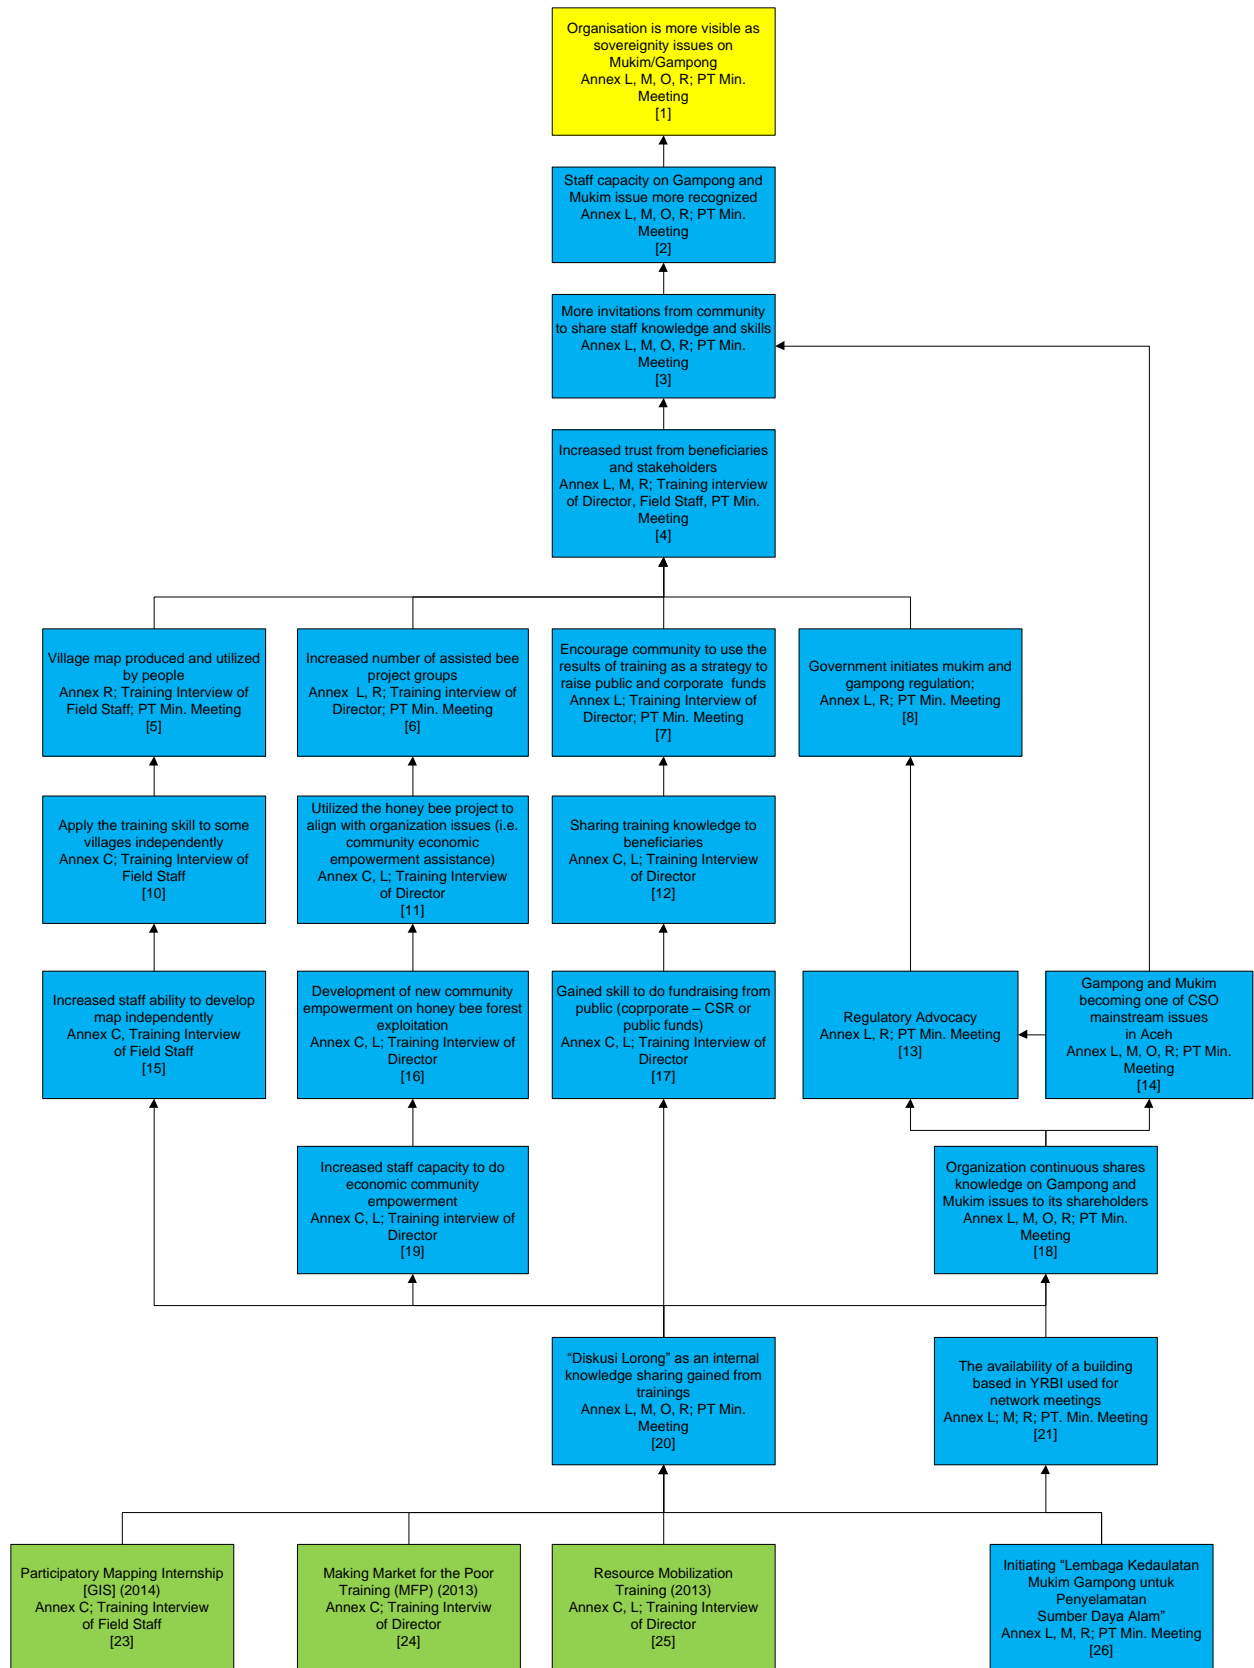 Organisation is more visible as
sovereignity issues on
Mukim/Gampong
Annex L, M, O, R; PT Min.
Meeting
[1]
Staff capacity on Gampong and
Mukim issue more recognized
Annex L, M, O, R; PT Min.
Meeting
[2]
More invitations from community
to share staff knowledge and skills
Annex L, M, O, R; PT Min.
Meeting
[3]
Increased trust from beneficiaries
and stakeholders
Annex L, M, R; Training interview
of Director, Field Staff, PT Min.
Meeting
[4]
Village map produced and utilized
by people
Annex R; Training Interview of
Field Staff; PT Min. Meeting
[5]
Increased number of assisted bee
project groups
Annex L, R; Training interview of
Director; PT Min. Meeting
[6]
Encourage community to use the
results of training as a strategy to
raise public and corporate funds
Annex L; Training Interview of
Director; PT Min. Meeting
[7]
Government initiates mukim and
gampong regulation;
Annex L, R; PT Min. Meeting
[8]
Apply the training skill to some
villages independently
Annex C; Training Interview of
Field Staff
[10]
Utilized the honey bee project to
align with organization issues (i.e.
community economic
empowerment assistance)
Annex C, L; Training Interview
of Director
[11]
Sharing training knowledge to
beneficiaries
Annex C, L; Training Interview
of Director
[12]
Increased staff ability to develop
map independently
Annex C, Training Interview
of Field Staff
[15]
Development of new community
empowerment on honey bee forest
exploitation
Annex C, L; Training Interview of
Director
[16]
Gained skill to do fundraising from
public (coprporate – CSR or
public funds)
Annex C, L; Training Interview of
Director
[17]
Regulatory Advocacy
Annex L, R; PT Min. Meeting
[13]
Gampong and Mukim
becoming one of CSO
mainstream issues
in Aceh
Annex L, M, O, R; PT Min.
Meeting
[14]
Increased staff capacity to do
economic community
empowerment
Annex C, L; Training interview of
Director
[19]
Organization continuous shares
knowledge on Gampong and
Mukim issues to its shareholders
Annex L, M, O, R; PT Min.
Meeting
[18]
“Diskusi Lorong” as an internal
knowledge sharing gained from
trainings
Annex L, M, O, R; PT Min.
Meeting
[20]
The availability of a building
based in YRBI used for
network meetings
Annex L; M; R; PT. Min. Meeting
[21]
Participatory Mapping Internship
[GIS] (2014)
Annex C; Training Interview
of Field Staff
[23]
Making Market for the Poor
Training (MFP) (2013)
Annex C; Training Interviw
of Director
[24]
Resource Mobilization
Training (2013)
Annex C, L; Training Interview
of Director
[25]
Initiating “Lembaga Kedaulatan
Mukim Gampong untuk
Penyelamatan
Sumber Daya Alam”
Annex L, M, R; PT Min. Meeting
[26]